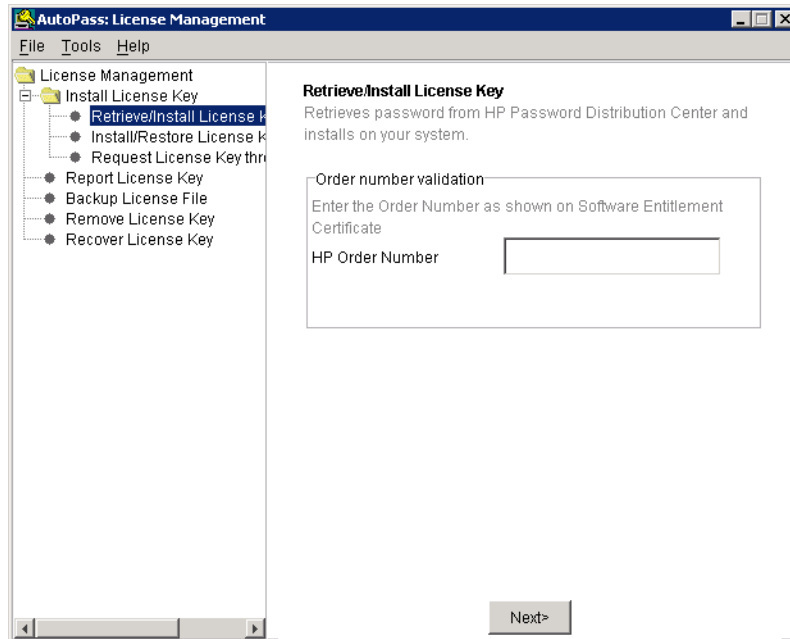 AutoPass: License Management
File Tools Help
License Management
Install License Key
Retrieve/Install License K
Install/Restore License K
Request License Key thr
Report License Key
Backup License File
Remove License Key
Recover License Key
Retrieve/Install License Key
Retrieves password from HP Password Distribution Center and
installs on your system.
Order number validation
Enter the Order Number as shown on Software Entitlement
Certificate
HP Order Number
Next>